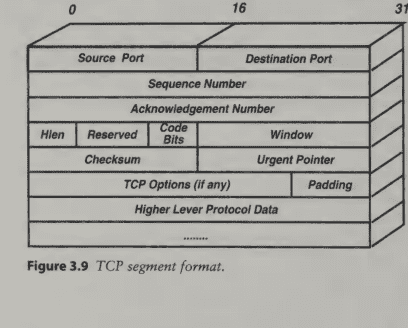 0 16 31
Source Port Destination Port
Sequence Number
Acknowledgement Number
Hlen Reserved Code Bits Window
Checksum Urgent Pointer
TCP Options (if any) Padding
Higher Lever Protocol Data
........
Figure 3.9 TCP segment format.